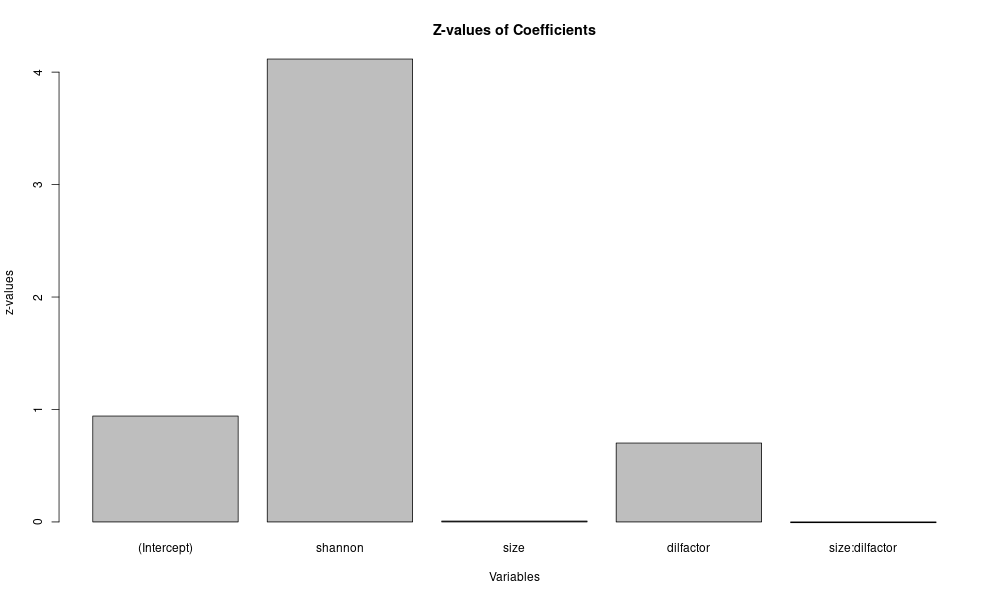 Z-values of Coefficients
z-values
4
3
2
1
0
(Intercept) shannon size dilfactor size:dilfactor
Variables